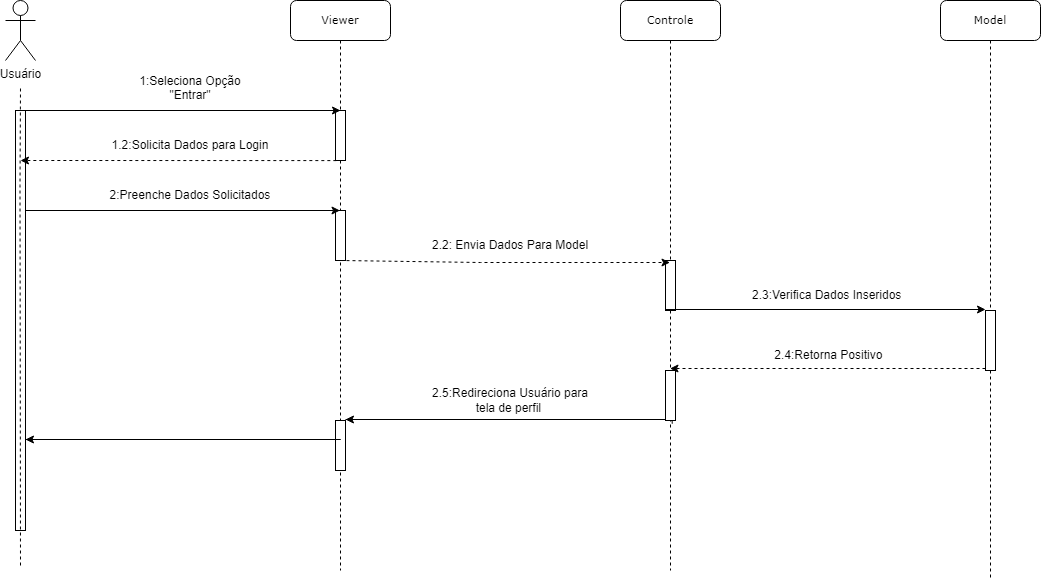 Viewer
Controle
Model
Usuário
1:Seleciona Opção
"Entrar"
1.2:Solicita Dados para Login
2:Preenche Dados Solicitados
2.2: Envia Dados Para Model
2.3:Verifica Dados Inseridos
2.4:Retorna Positivo
2.5:Redireciona Usuário para
tela de perfil